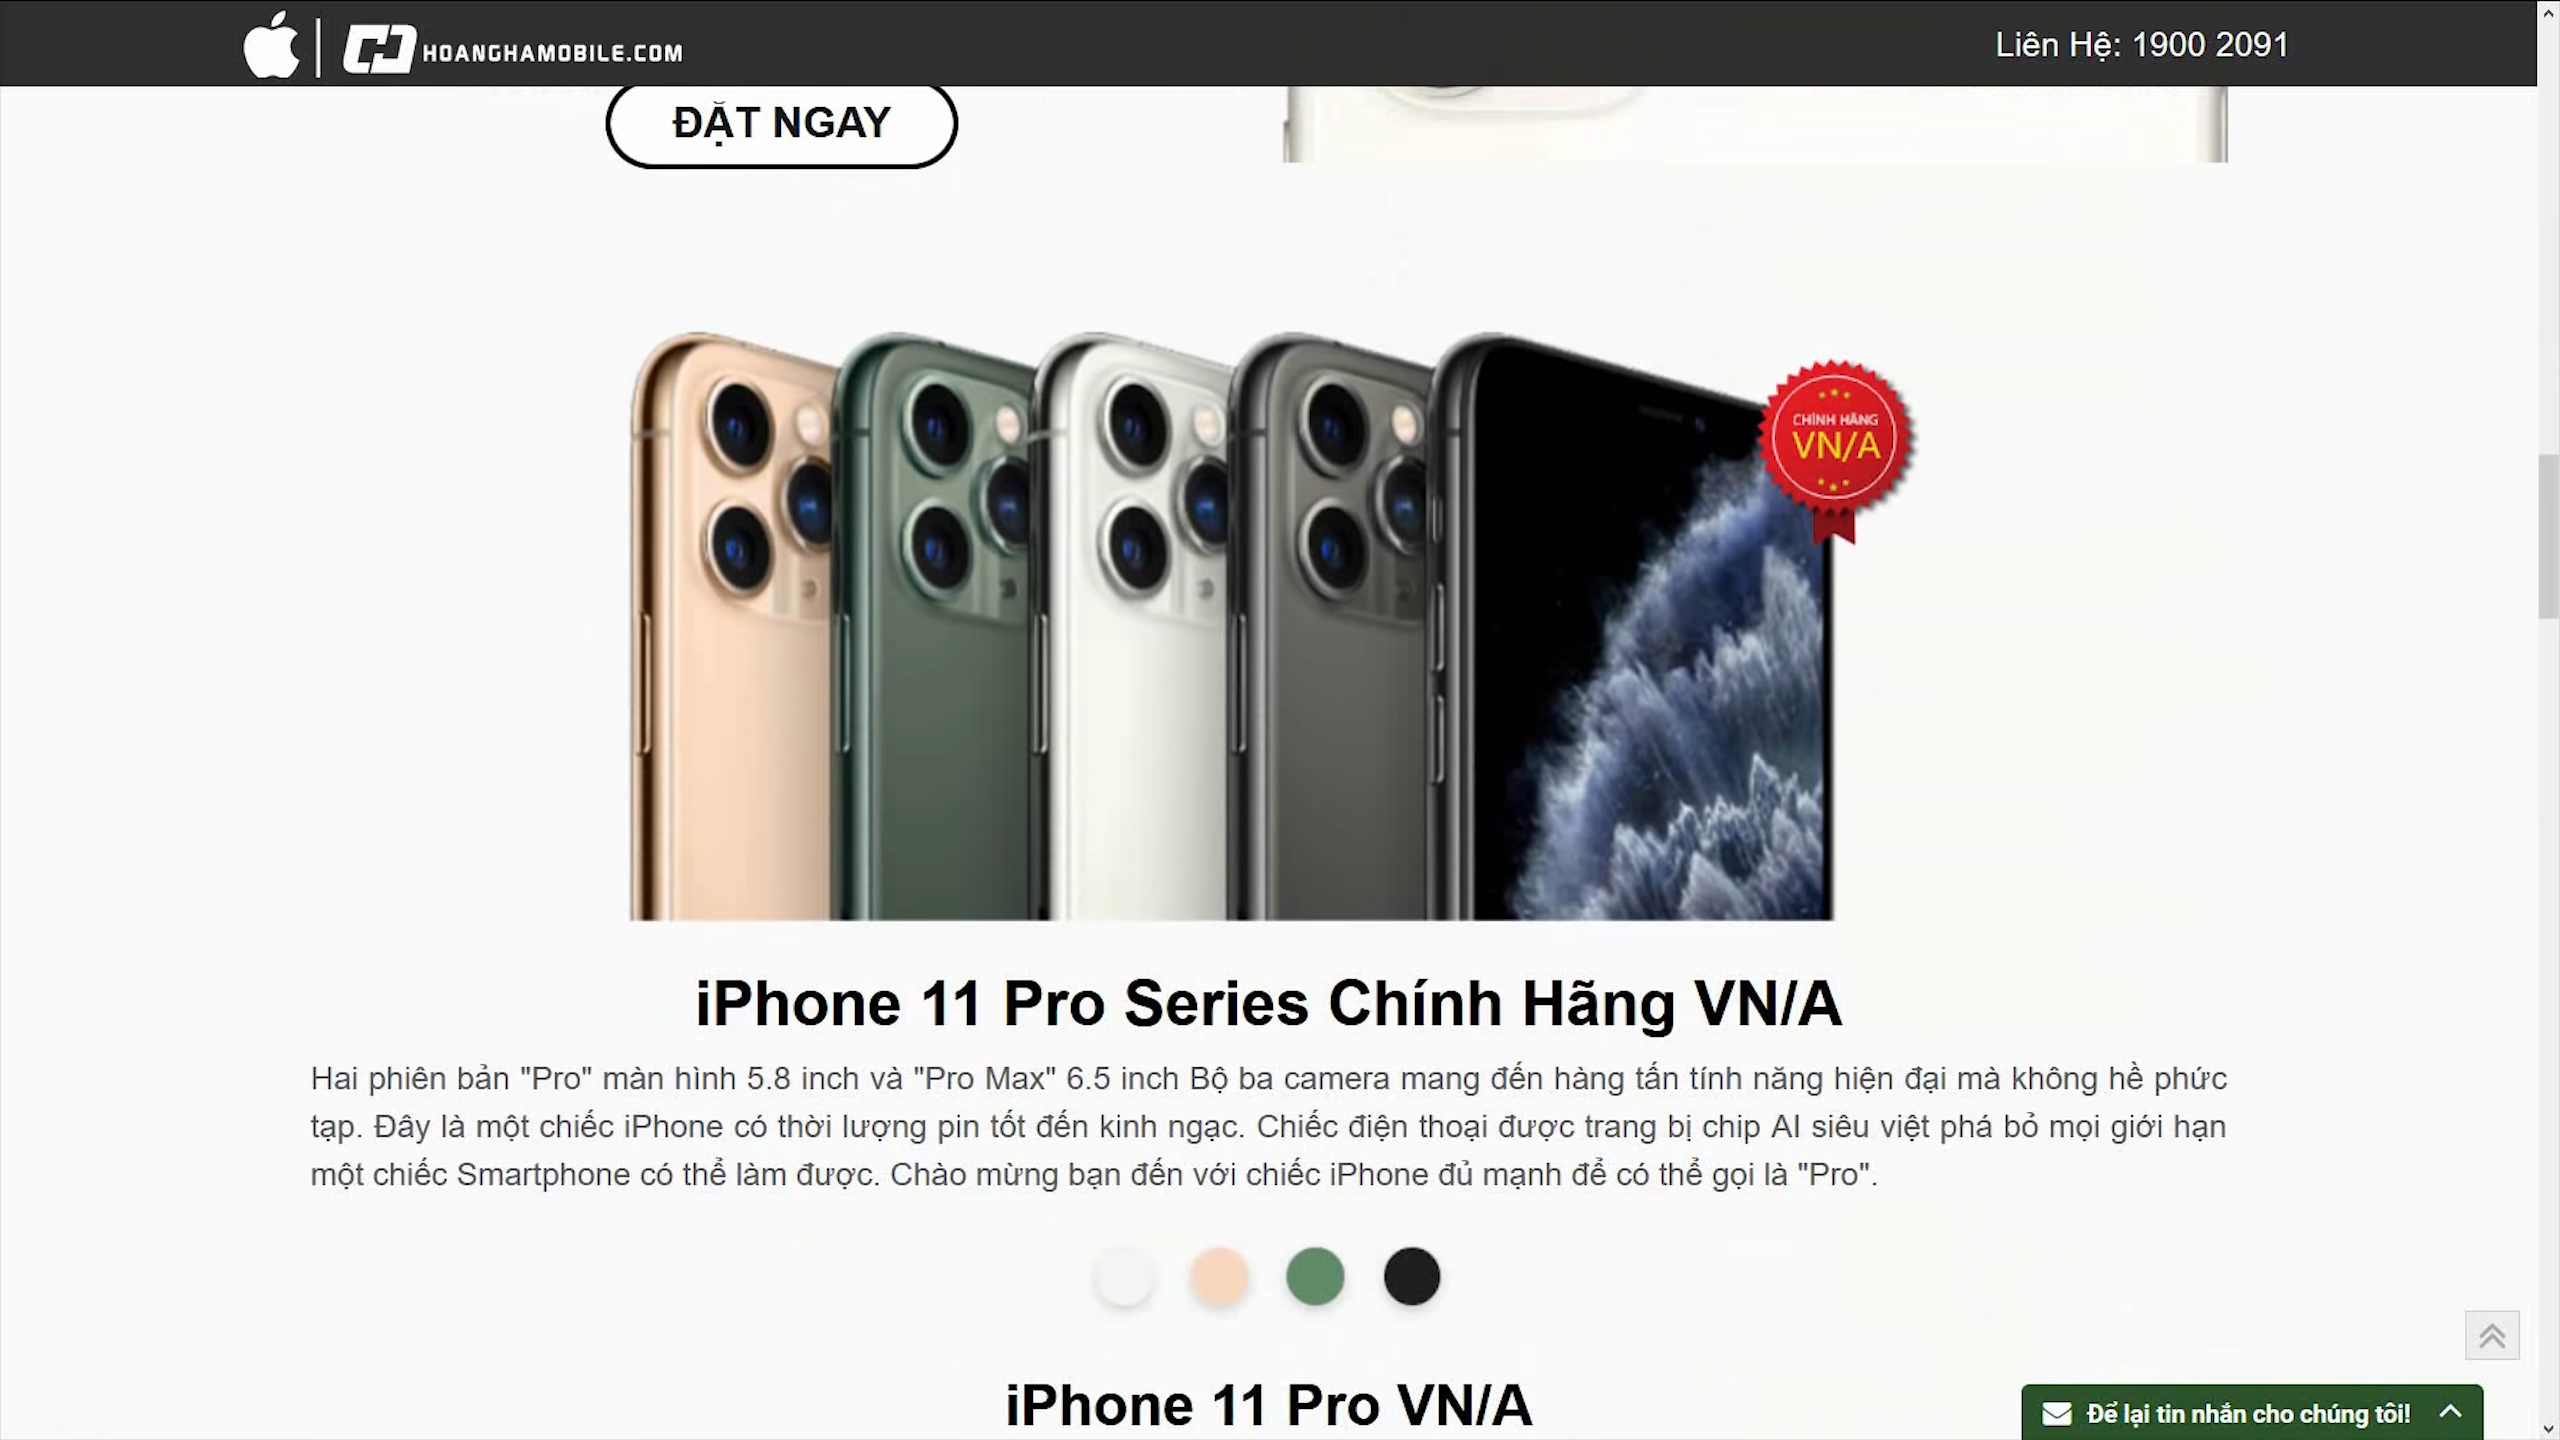 HOANGHAMOBILE.COM
Liên Hệ: 1900 2091
ĐẶT NGAY
CHÍNH HÃNG
VN/A
iPhone 11 Pro Series Chính Hãng VN/A
Hai phiên bản "Pro" màn hình 5.8 inch và "Pro Max" 6.5 inch Bộ ba camera mang đến hàng tấn tính năng hiện đại mà không hề phức
tạp. Đây là một chiếc iPhone có thời lượng pin tốt đến kinh ngạc. Chiếc điện thoại được trang bị chip AI siêu việt phá bỏ mọi giới hạn
một chiếc Smartphone có thể làm được. Chào mừng bạn đến với chiếc iPhone đủ mạnh để có thể gọi là "Pro".
iPhone 11 Pro VN/A
Để lại tin nhắn cho chúng tôi!